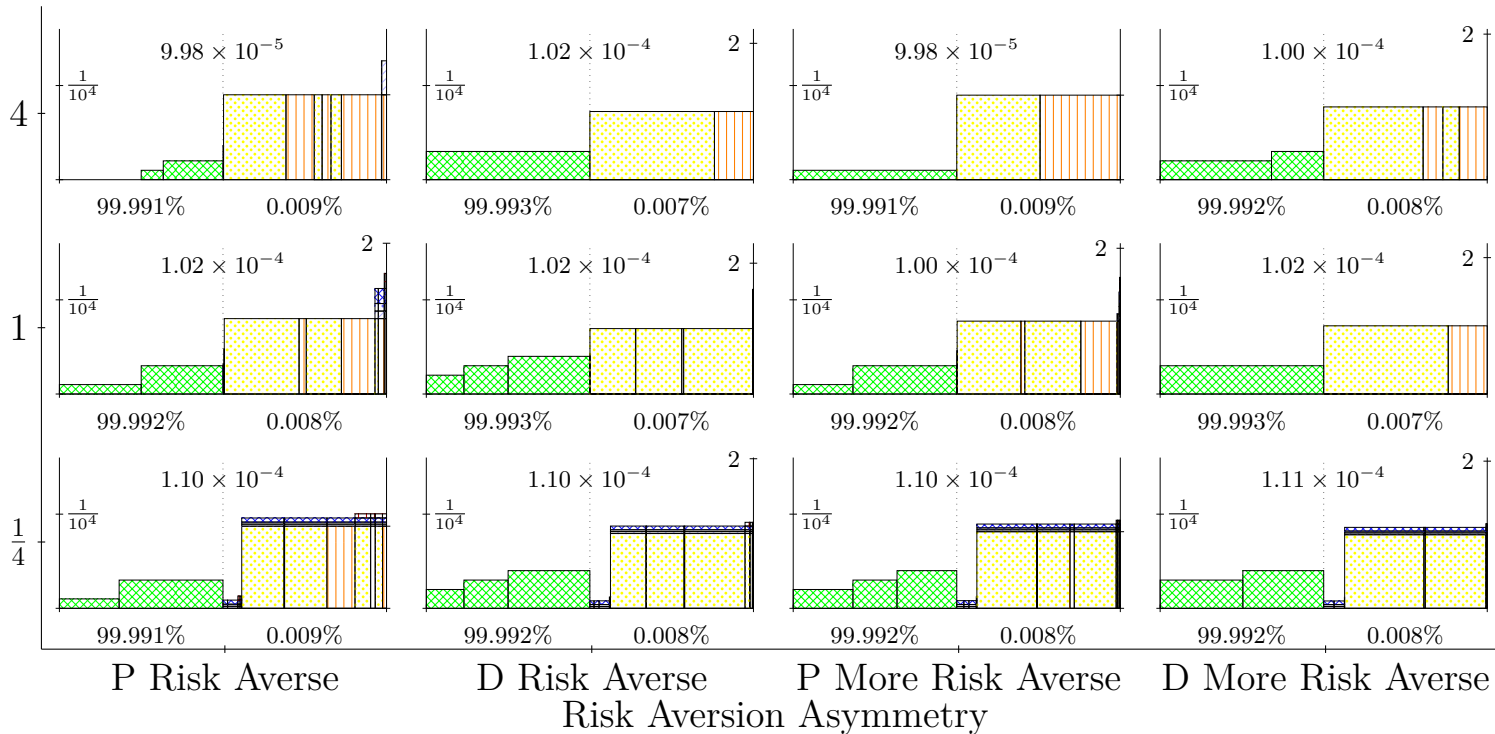 9.98 × 10⁻⁵ 1.02 × 10⁻⁴ 2 9.98 × 10⁻⁵ 1.00 × 10⁻⁴ 2
1/10⁴ 1/10⁴ 1/10⁴ 1/10⁴
4
99.991% 0.009% 99.993% 0.007% 99.991% 0.009% 99.992% 0.008%
1.02 × 10⁻⁴ 2 1.02 × 10⁻⁴ 2 1.00 × 10⁻⁴ 2 1.02 × 10⁻⁴ 2
1/10⁴ 1/10⁴ 1/10⁴ 1/10⁴
1
99.992% 0.008% 99.993% 0.007% 99.992% 0.008% 99.993% 0.007%
1.10 × 10⁻⁴ 1.10 × 10⁻⁴ 2 1.10 × 10⁻⁴ 1.11 × 10⁻⁴ 2
1/10⁴ 1/10⁴ 1/10⁴ 1/10⁴
1/4
99.991% 0.009% 99.992% 0.008% 99.992% 0.008% 99.992% 0.008%
P Risk Averse D Risk Averse P More Risk Averse D More Risk Averse
Risk Aversion Asymmetry